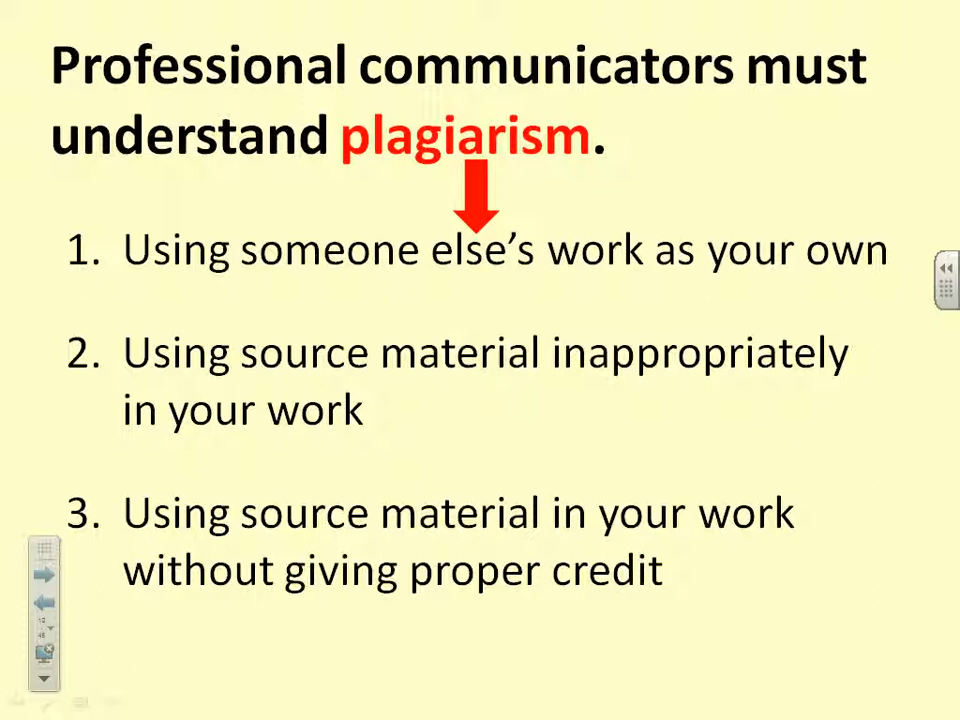 Professional communicators must
understand plagiarism.
1. Using someone else’s work as your own
2. Using source material inappropriately
in your work
3. Using source material in your work
without giving proper credit